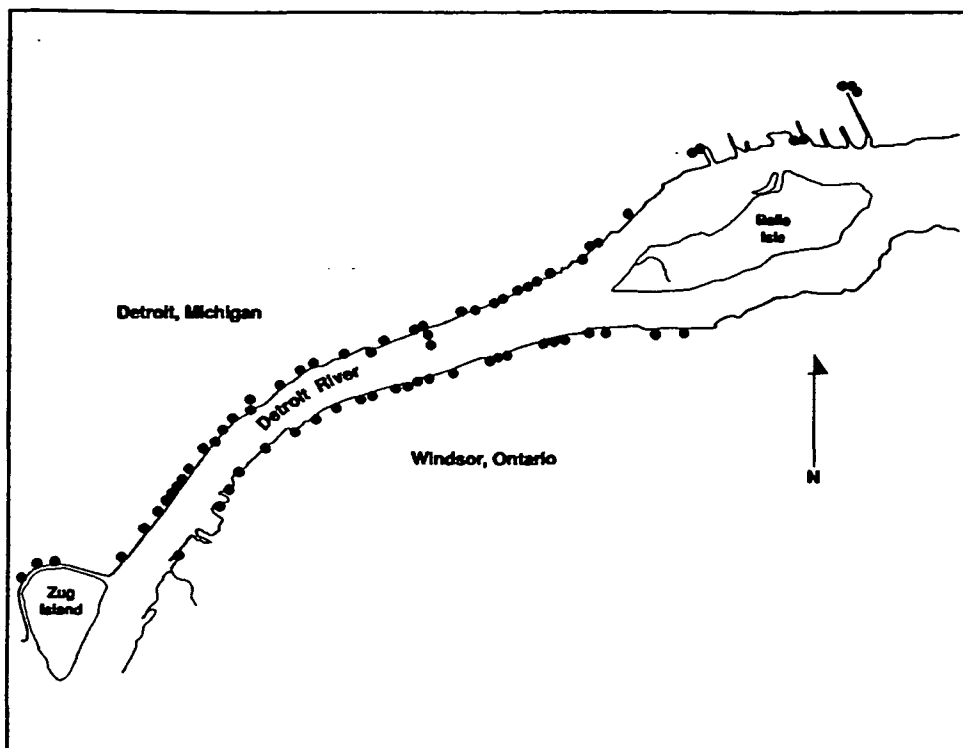 Belle
Isle
Detroit, Michigan
Detroit River
Windsor, Ontario
N
Zug
Island